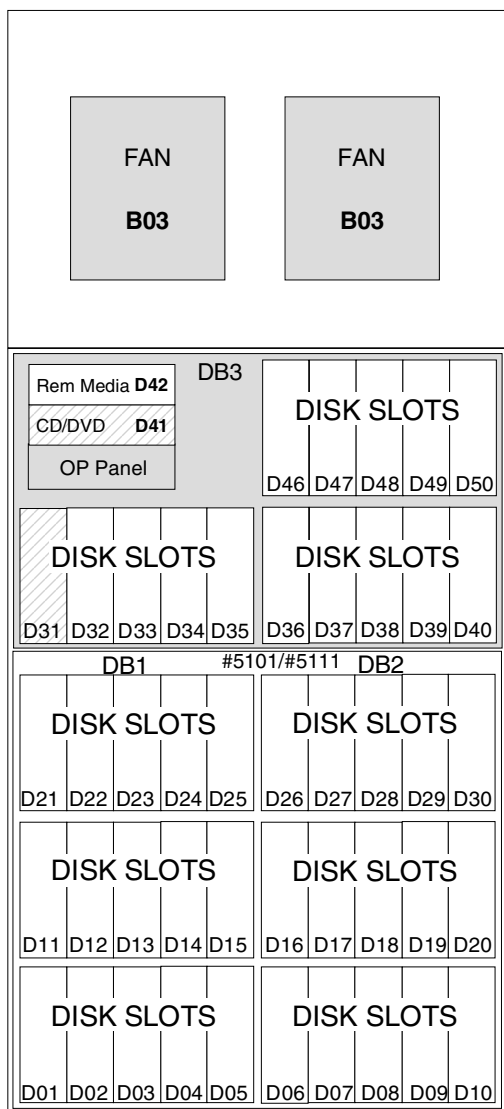 FAN FAN
B03 B03
DB3
Rem Media D42
CD/DVD D41
OP Panel
DISK SLOTS
D46 D47 D48 D49 D50
DISK SLOTS DISK SLOTS
D31 D32 D33 D34 D35 D36 D37 D38 D39 D40
DB1 #5101/#5111 DB2
DISK SLOTS DISK SLOTS
D21 D22 D23 D24 D25 D26 D27 D28 D29 D30
DISK SLOTS DISK SLOTS
D11 D12 D13 D14 D15 D16 D17 D18 D19 D20
DISK SLOTS DISK SLOTS
D01 D02 D03 D04 D05 D06 D07 D08 D09 D10